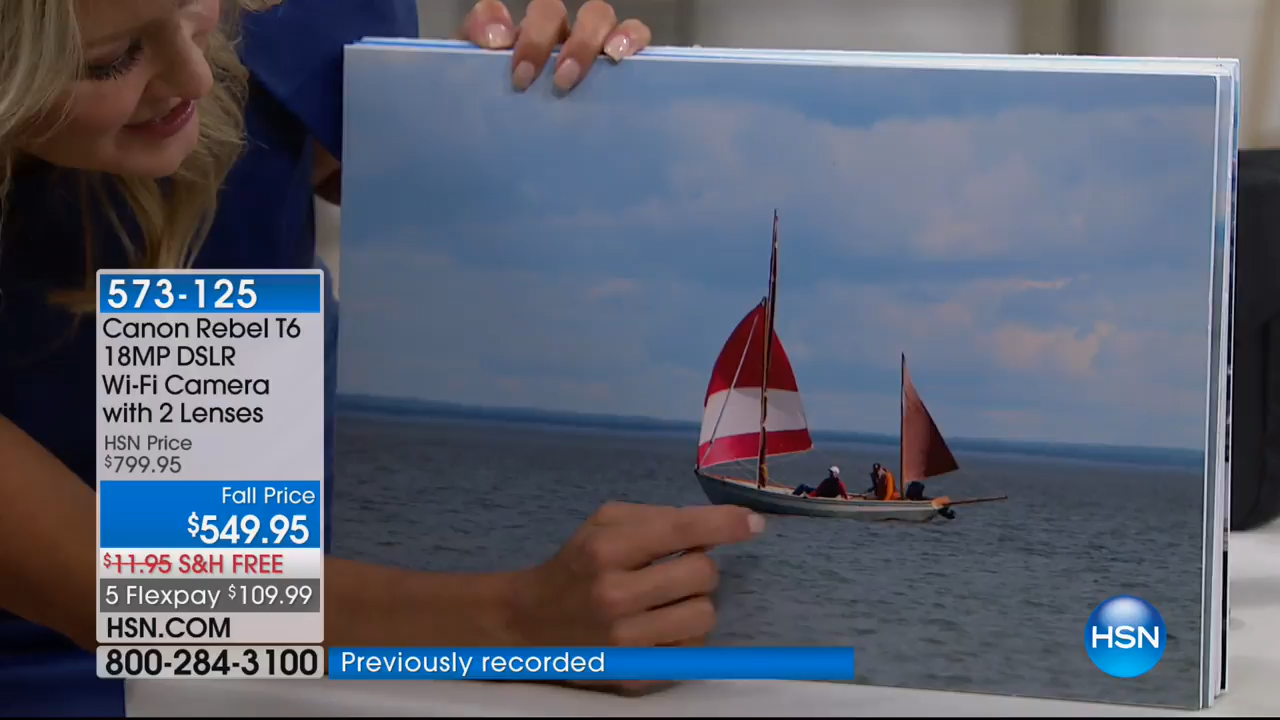 573-125
Canon Rebel T6
18MP DSLR
Wi-Fi Camera
with 2 Lenses
HSN Price
$799.95
Fall Price
$549.95
$11.95 S&H FREE
5 Flexpay $109.99
HSN.COM
800-284-3100
Previously recorded
HSN